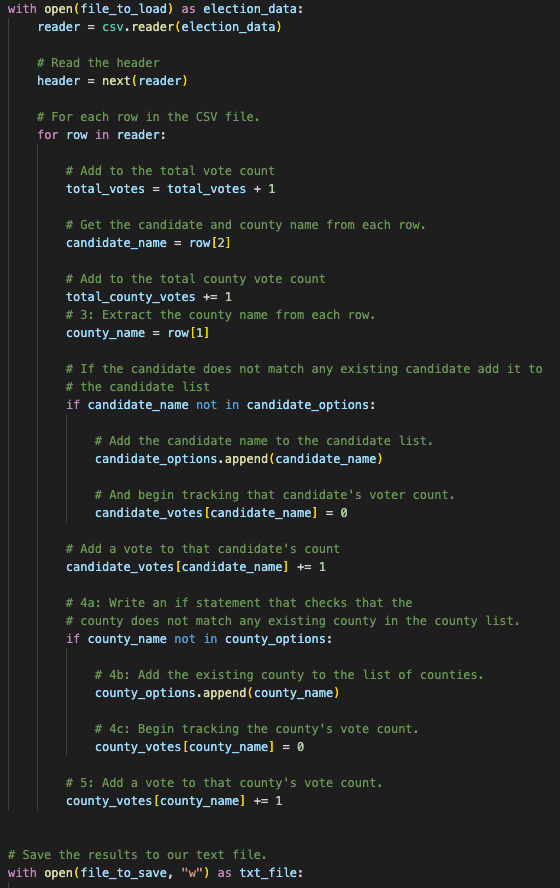 with open(file_to_load) as election_data:
    reader = csv.reader(election_data)

    # Read the header
    header = next(reader)

    # For each row in the CSV file.
    for row in reader:

        # Add to the total vote count
        total_votes = total_votes + 1

        # Get the candidate and county name from each row.
        candidate_name = row[2]

        # Add to the total county vote count
        total_county_votes += 1
        # 3: Extract the county name from each row.
        county_name = row[1]

        # If the candidate does not match any existing candidate add it to
        # the candidate list
        if candidate_name not in candidate_options:

            # Add the candidate name to the candidate list.
            candidate_options.append(candidate_name)

            # And begin tracking that candidate's voter count.
            candidate_votes[candidate_name] = 0

        # Add a vote to that candidate's count
        candidate_votes[candidate_name] += 1

        # 4a: Write an if statement that checks that the
        # county does not match any existing county in the county list.
        if county_name not in county_options:

            # 4b: Add the existing county to the list of counties.
            county_options.append(county_name)

            # 4c: Begin tracking the county's vote count.
            county_votes[county_name] = 0

        # 5: Add a vote to that county's vote count.
        county_votes[county_name] += 1


# Save the results to our text file.
with open(file_to_save, "w") as txt_file: